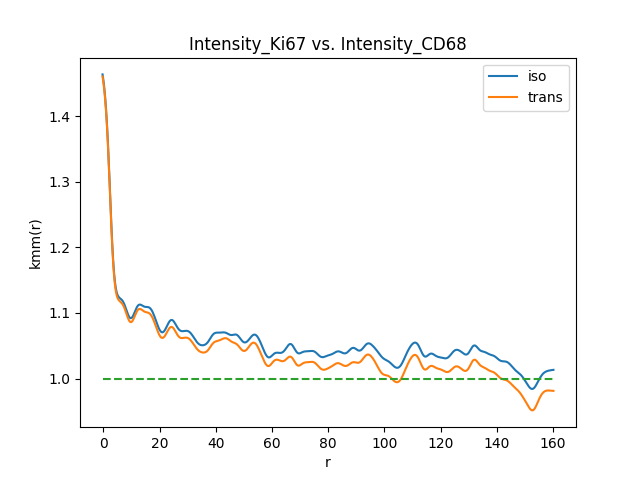 Intensity_Ki67 vs. Intensity_CD68
iso
trans
kmm(r)
1.4
1.3
1.2
1.1
1.0
0 20 40 60 80 100 120 140 160
r